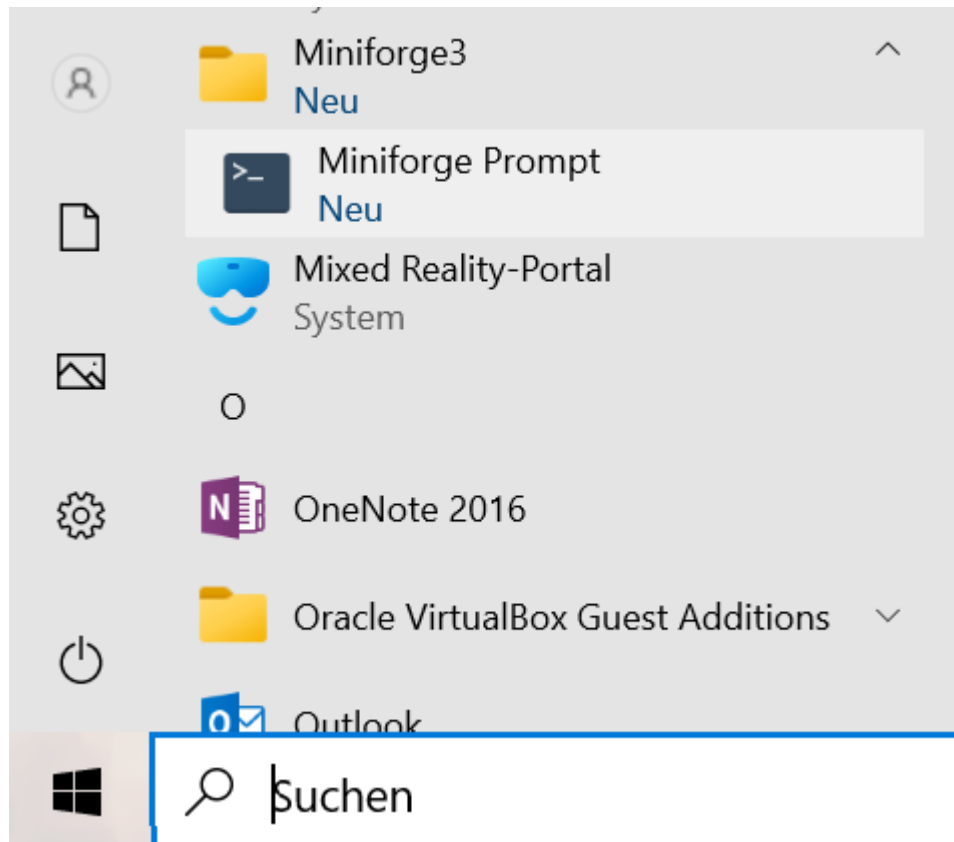 Miniforge3
Neu
Miniforge Prompt
Neu
Mixed Reality-Portal
System
O
OneNote 2016
Oracle VirtualBox Guest Additions
Outlook
Suchen